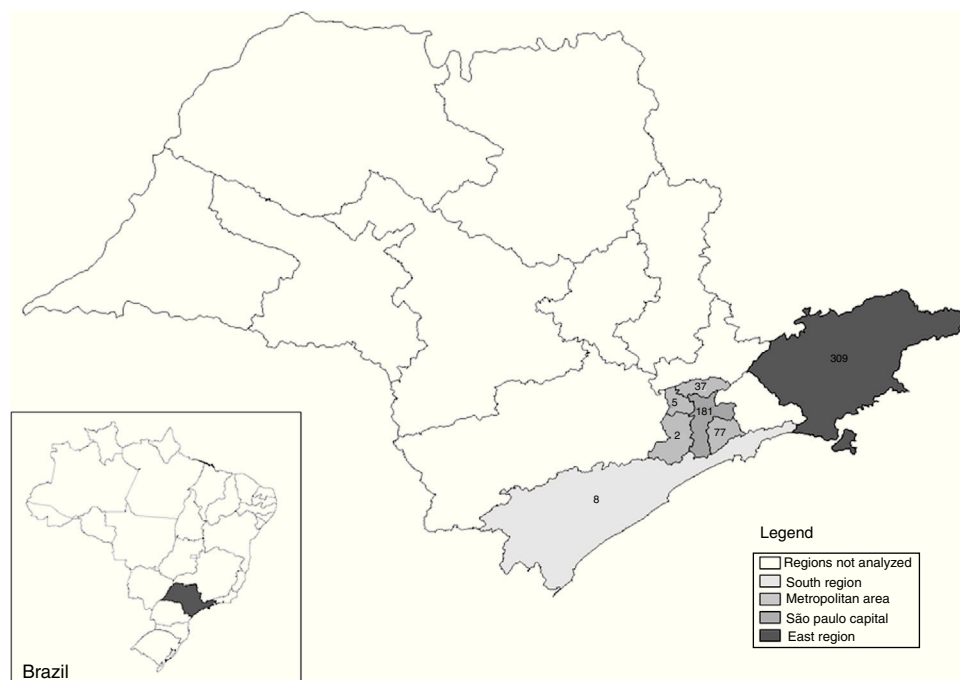 309
37
5
181
2
77
8
Legend
Regions not analyzed
South region
Metropolitan area
São paulo capital
East region
Brazil